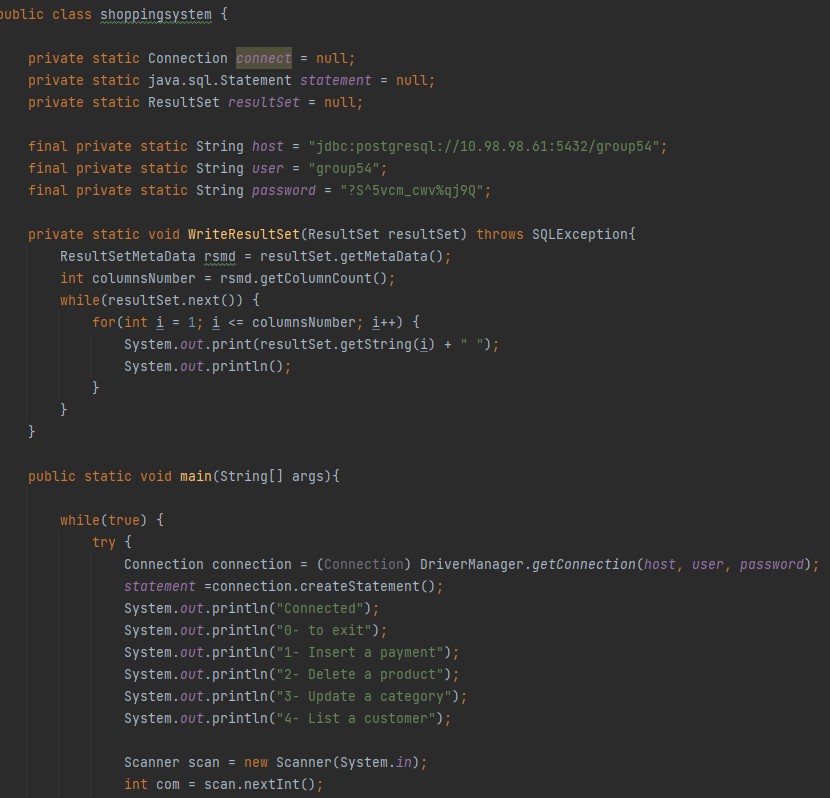 public class shoppingsystem {
private static Connection connect = null;
private static java.sql.Statement statement = null;
private static ResultSet resultSet = null;
final private static String host = "jdbc:postgresql://10.98.98.61:5432/group54";
final private static String user = "group54";
final private static String password = "?S^5vcm_cwv%qj9Q";
private static void WriteResultSet(ResultSet resultSet) throws SQLException{
ResultSetMetaData rsmd = resultSet.getMetaData();
int columnsNumber = rsmd.getColumnCount();
while(resultSet.next()) {
for(int i = 1; i <= columnsNumber; i++) {
System.out.print(resultSet.getString(i) + " ");
System.out.println();
}
}
}
public static void main(String[] args){
while(true) {
try {
Connection connection = (Connection) DriverManager.getConnection(host, user, password);
statement =connection.createStatement();
System.out.println("Connected");
System.out.println("0- to exit");
System.out.println("1- Insert a payment");
System.out.println("2- Delete a product");
System.out.println("3- Update a category");
System.out.println("4- List a customer");
Scanner scan = new Scanner(System.in);
int com = scan.nextInt();